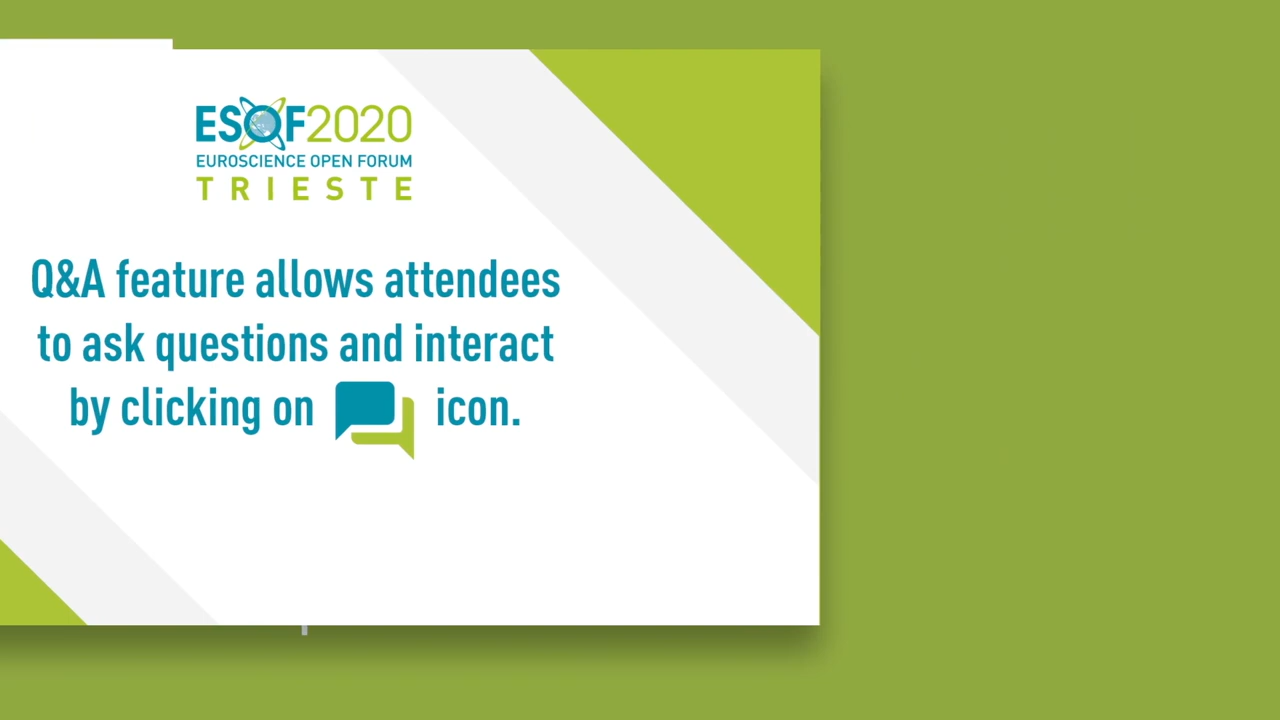 ESOF2020
EUROSCIENCE OPEN FORUM
TRIESTE
Q&A feature allows attendees
to ask questions and interact
by clicking on icon.